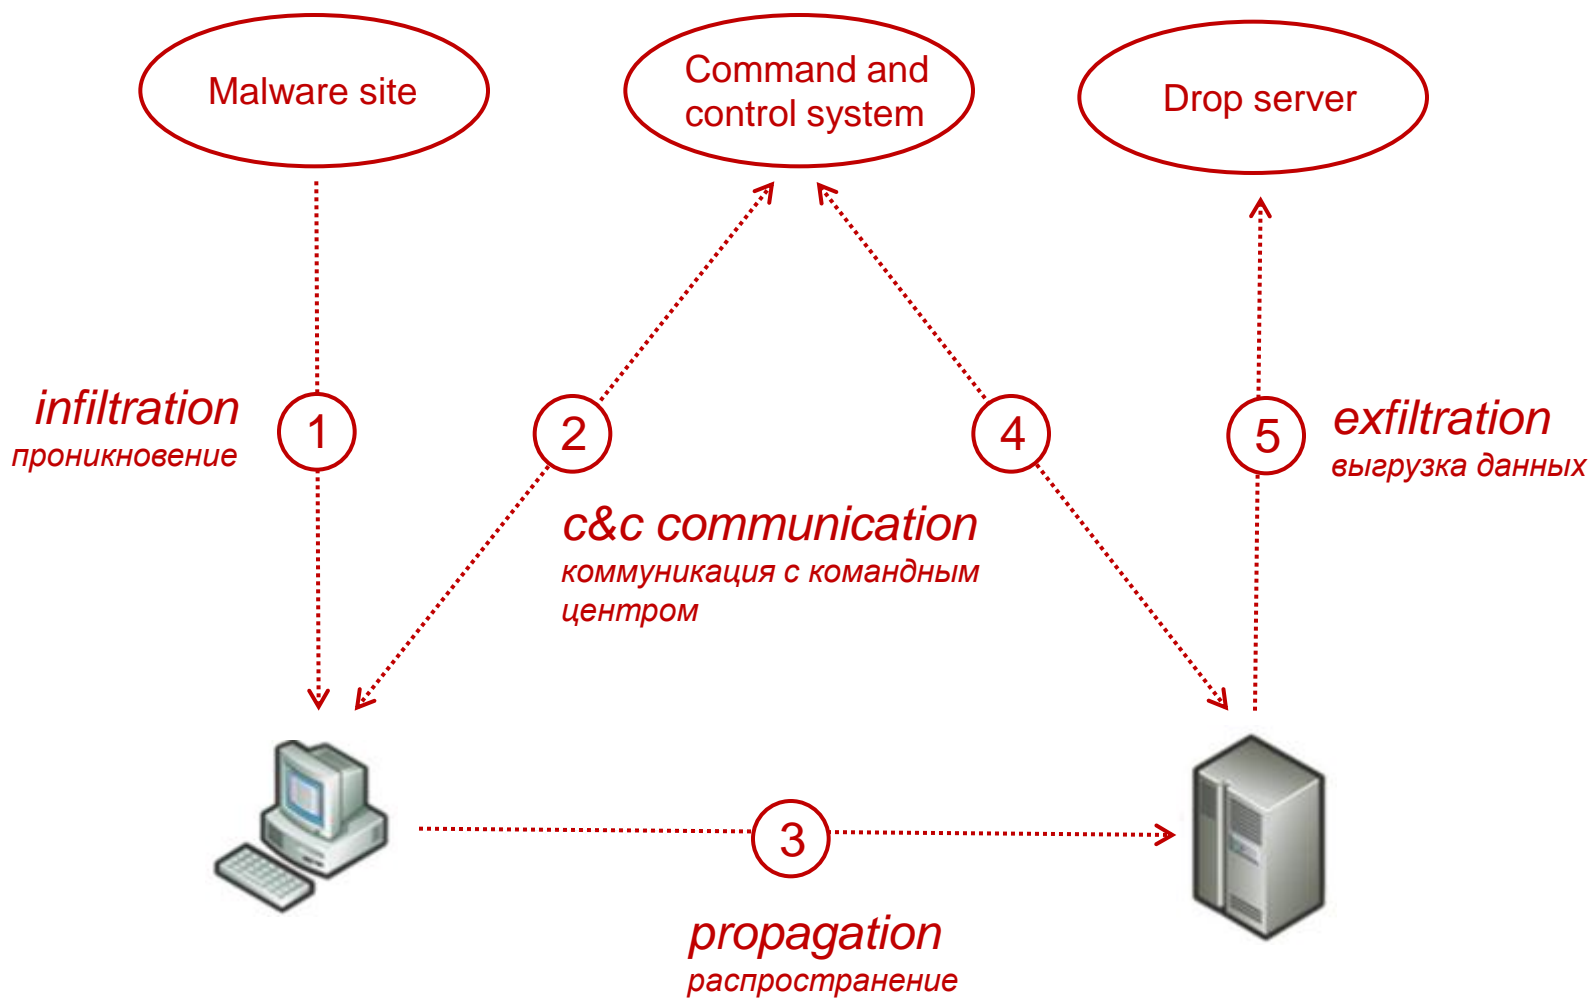 Malware site
Command and
control system
Drop server
infiltration
проникновение
1
2
4
5
exfiltration
выгрузка данных
c&c communication
коммуникация с командным
центром
3
propagation
распространение